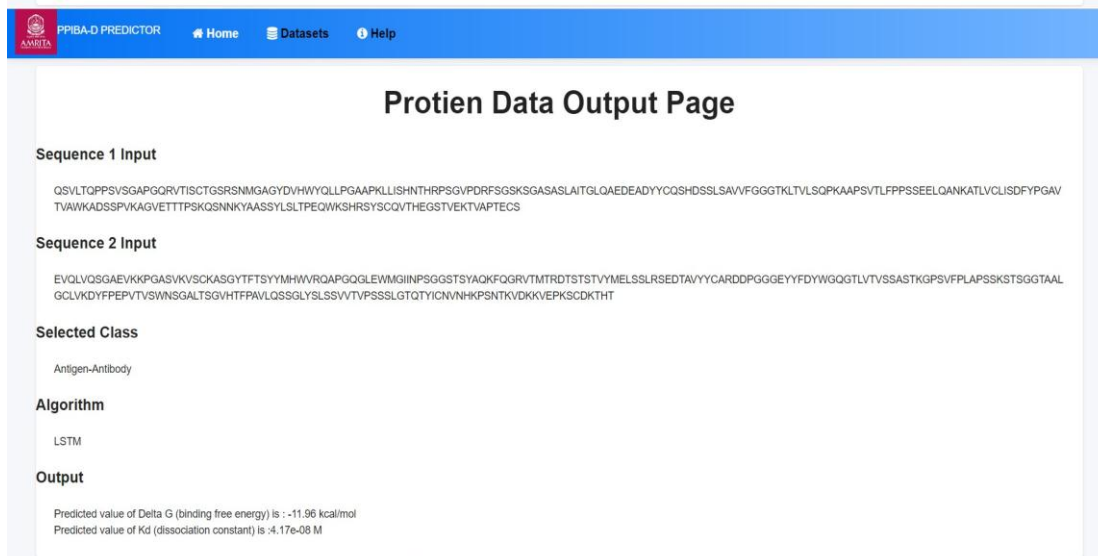 AMRITA
PPIBA-D PREDICTOR Home Datasets Help
Protien Data Output Page
Sequence 1 Input
QSVLTQPPSVSGAPGQRVTISCTGSRSNMGAGYDVHWYQLLPGAAPKLLISHNTHRPSGVPDRFSGSKSGASASLAITGLQAEDEADYYCQSHDSSLSAVVFGGGTKLTVLSQPKAAPSVTLFPPSSEELQANKATLVCLISDFYPGAV
TVAWKADSSPVKAGVETTTPSKQSNNKYAASSYLSLTPEQWKSHRSYSCQVTHEGSTVEKTVAPTECS
Sequence 2 Input
EVQLVQSGAEVKKPGASVKVSCKASGYTFTSYYMHWVRQAPGQGLEWMGIINPSGGSTSYAQKFQGRVTMTRDTSTSTVYMELSSLRSEDTAVYYCARDDPGGGEYYFDYWGQGTLVTVSSASTKGPSVFPLAPSSKSTSGGTAAL
GCLVKDYFPEPVTVSWNSGALTSGVHTFPAVLQSSGLYSLSSVVTVPSSSLGTQTYICNVNHKPSNTKVDKKVEPKSCDKTHT
Selected Class
Antigen-Antibody
Algorithm
LSTM
Output
Predicted value of Delta G (binding free energy) is : -11.96 kcal/mol
Predicted value of Kd (dissociation constant) is :4.17e-08 M